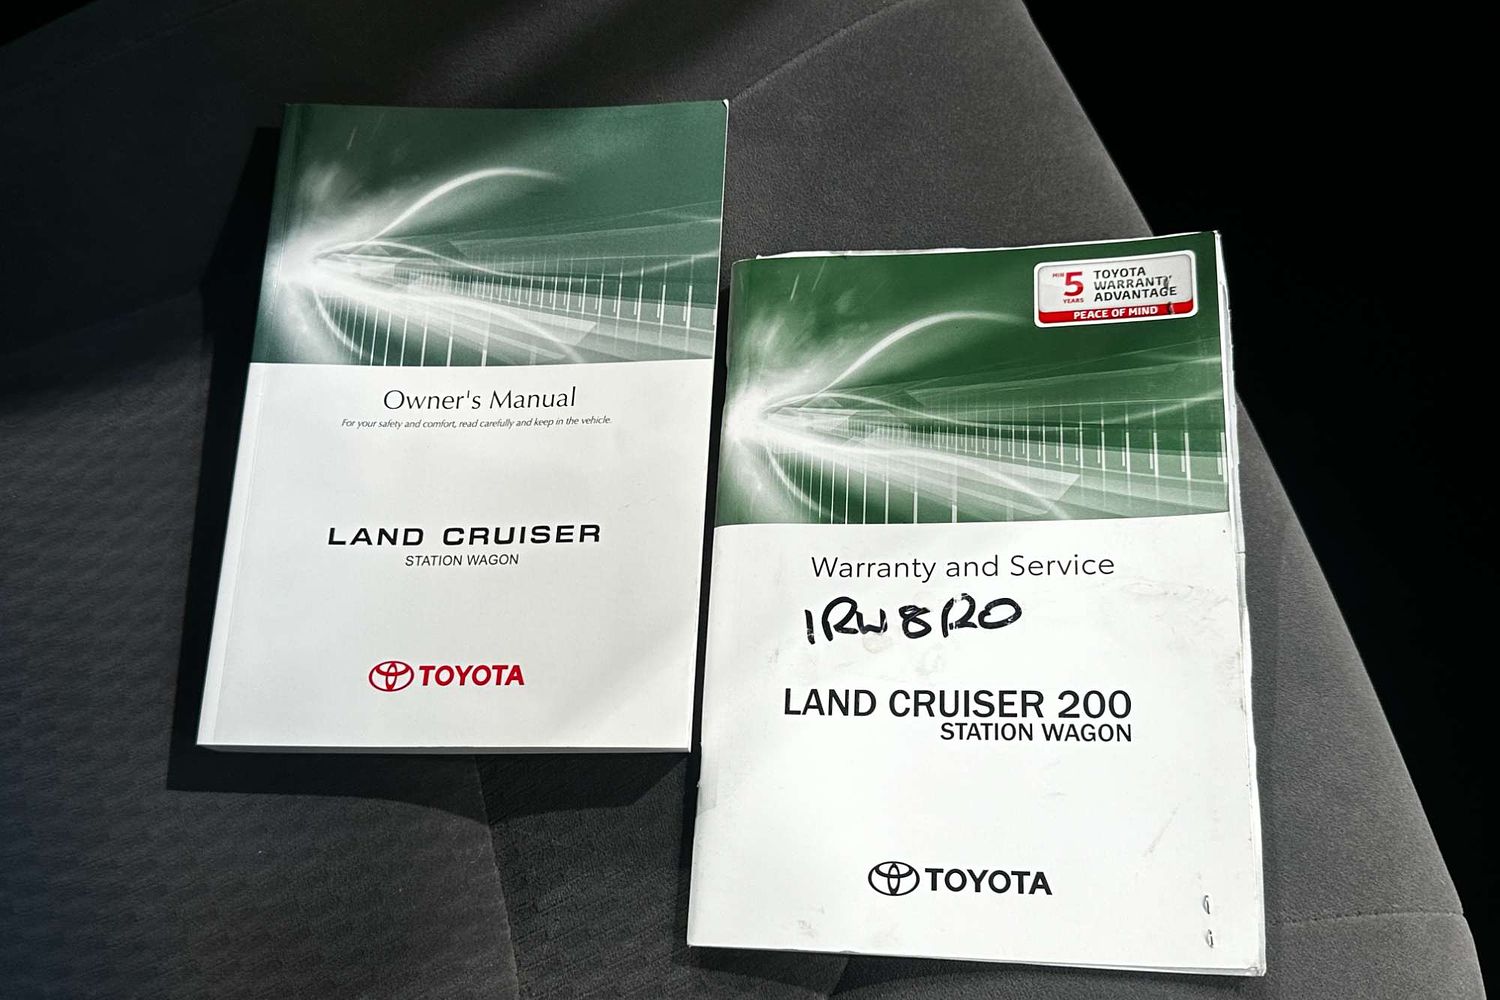 Owner's Manual
For your safety and comfort, read carefully and keep in the vehicle.
LAND CRUISER
STATION WAGON
TOYOTA
MIN 5 YEARS
TOYOTA
WARRANTY
ADVANTAGE
PEACE OF MIND
Warranty and Service
1RW8RO
LAND CRUISER 200
STATION WAGON
TOYOTA